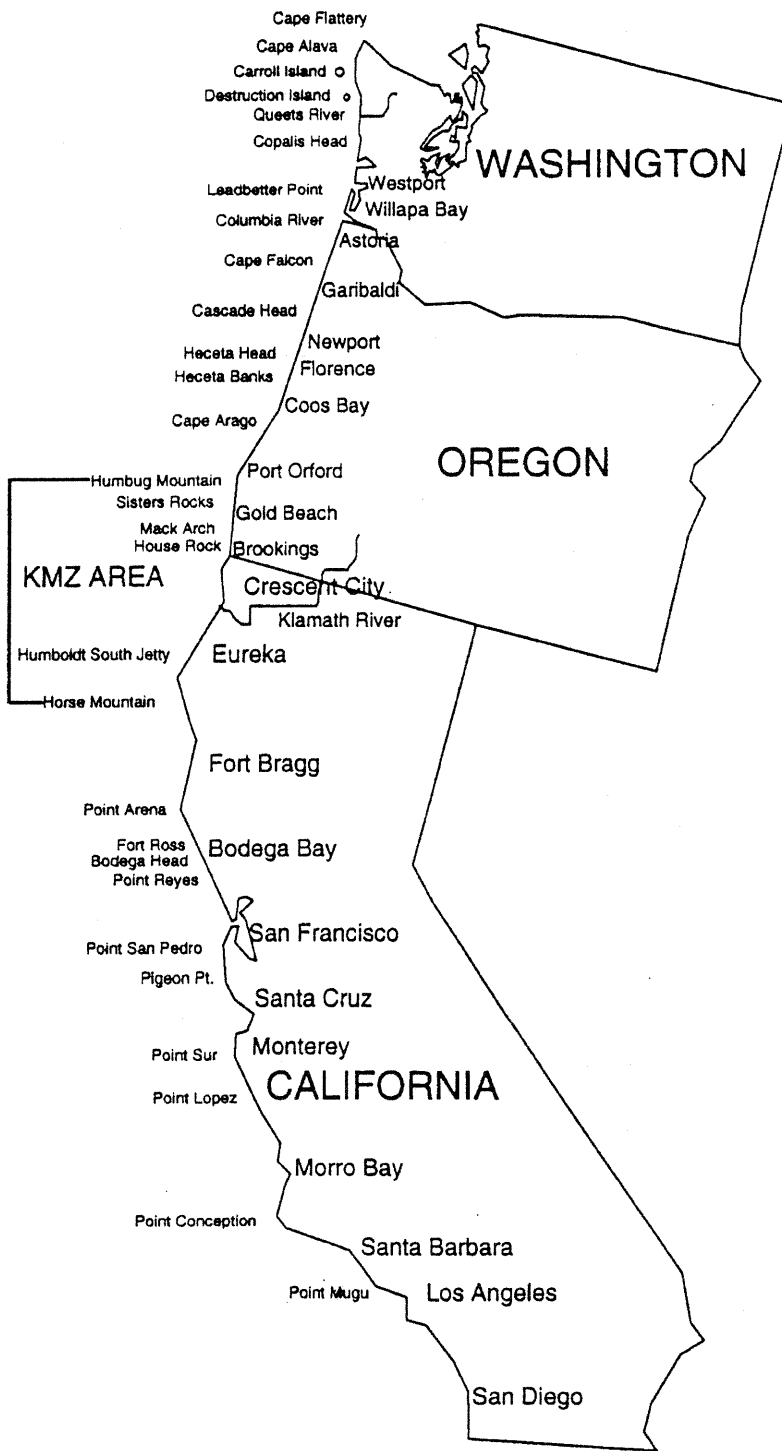 Cape Flattery
Cape Alava
Carroll Island
Destruction Island
Queets River
Copalis Head
WASHINGTON
Westport
Leadbetter Point
Willapa Bay
Columbia River
Astoria
Cape Falcon
Garibaldi
Cascade Head
Newport
Heceta Head
Florence
Heceta Banks
Coos Bay
Cape Arago
OREGON
Port Orford
Humbug Mountain
Sisters Rocks
Gold Beach
Mack Arch
House Rock
Brookings
KMZ AREA
Crescent City
Klamath River
Humboldt South Jetty
Eureka
Horse Mountain
Fort Bragg
Point Arena
Fort Ross
Bodega Bay
Bodega Head
Point Reyes
San Francisco
Point San Pedro
Pigeon Pt.
Santa Cruz
Monterey
Point Sur
CALIFORNIA
Point Lopez
Morro Bay
Point Conception
Santa Barbara
Point Mugu
Los Angeles
San Diego